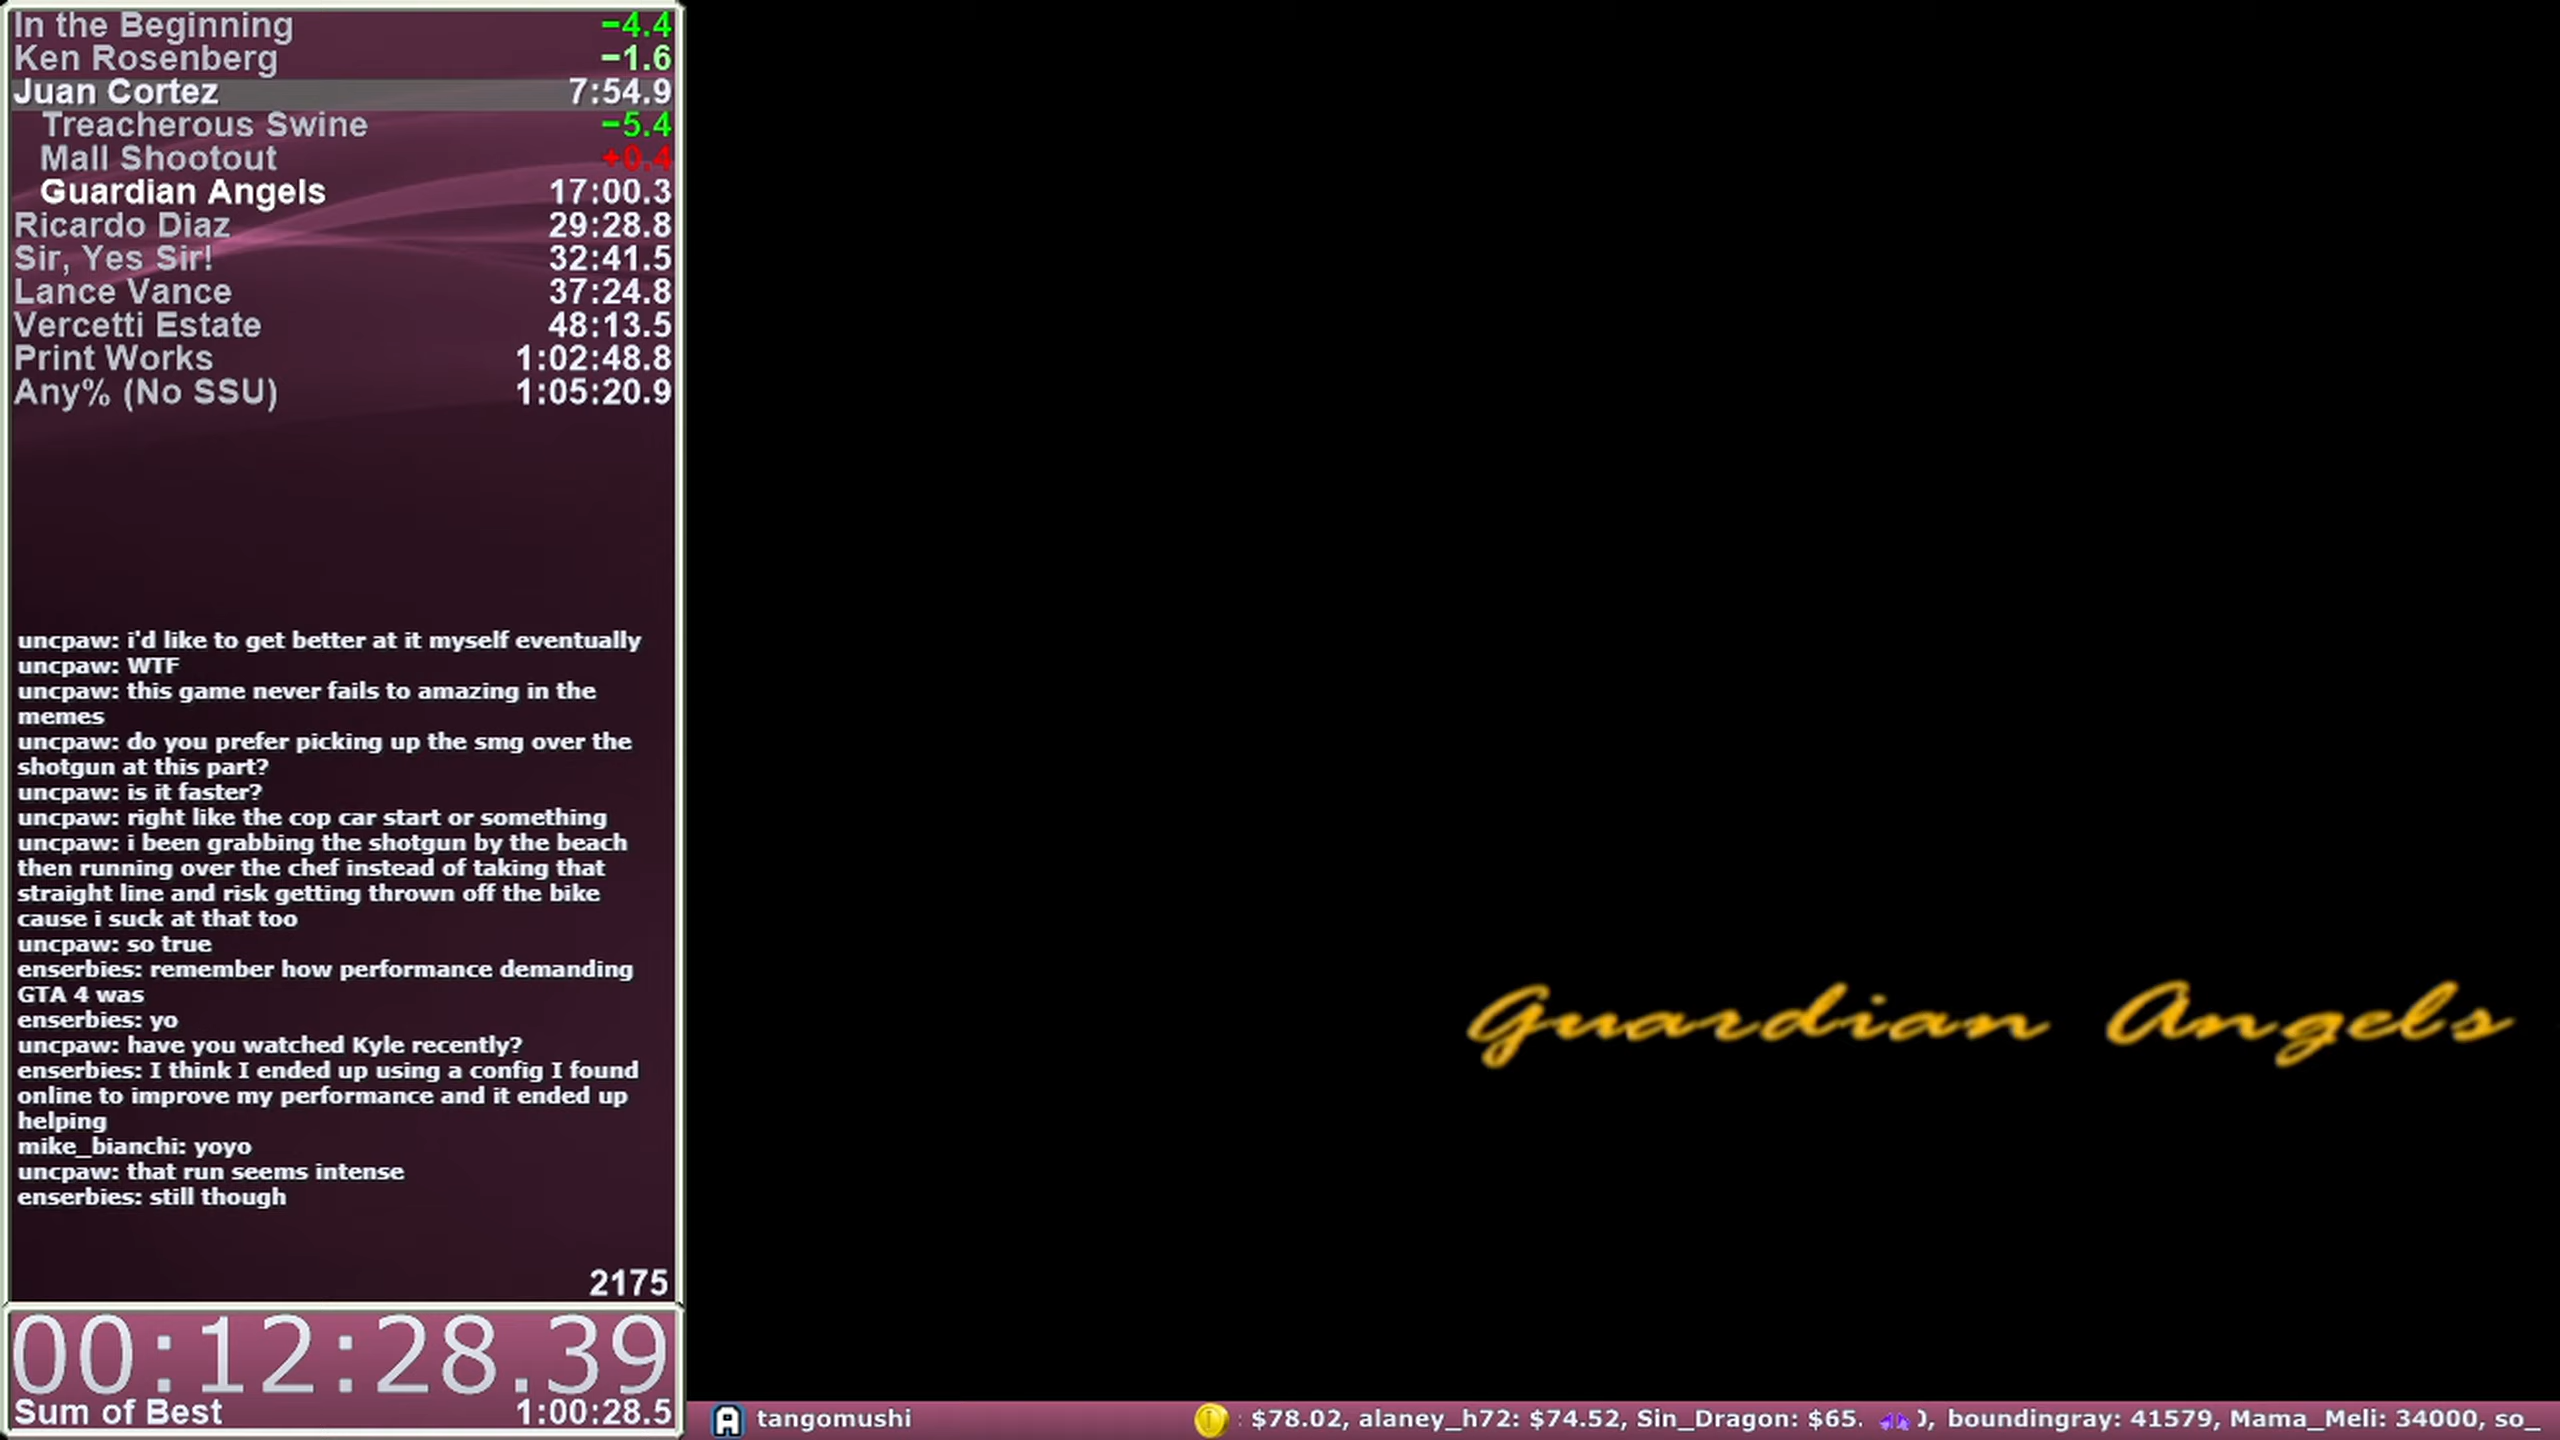 In the Beginning −4.4
Ken Rosenberg −1.6
Juan Cortez 7:54.9
Treacherous Swine −5.4
Mall Shootout +0.4
Guardian Angels 17:00.3
Ricardo Diaz 29:28.8
Sir, Yes Sir! 32:41.5
Lance Vance 37:24.8
Vercetti Estate 48:13.5
Print Works 1:02:48.8
Any% (No SSU) 1:05:20.9
uncpaw: i'd like to get better at it myself eventually
uncpaw: WTF
uncpaw: this game never fails to amazing in the
memes
uncpaw: do you prefer picking up the smg over the
shotgun at this part?
uncpaw: is it faster?
uncpaw: right like the cop car start or something
uncpaw: i been grabbing the shotgun by the beach
then running over the chef instead of taking that
straight line and risk getting thrown off the bike
cause i suck at that too
uncpaw: so true
enserbies: remember how performance demanding
GTA 4 was
enserbies: yo
uncpaw: have you watched Kyle recently?
enserbies: I think I ended up using a config I found
online to improve my performance and it ended up
helping
mike_bianchi: yoyo
uncpaw: that run seems intense
enserbies: still though
2175
00:12:28.39
Sum of Best 1:00:28.5
Guardian Angels
tangomushi
: $78.02, alaney_h72: $74.52, Sin_Dragon: $65. ), boundingray: 41579, Mama_Meli: 34000, so_